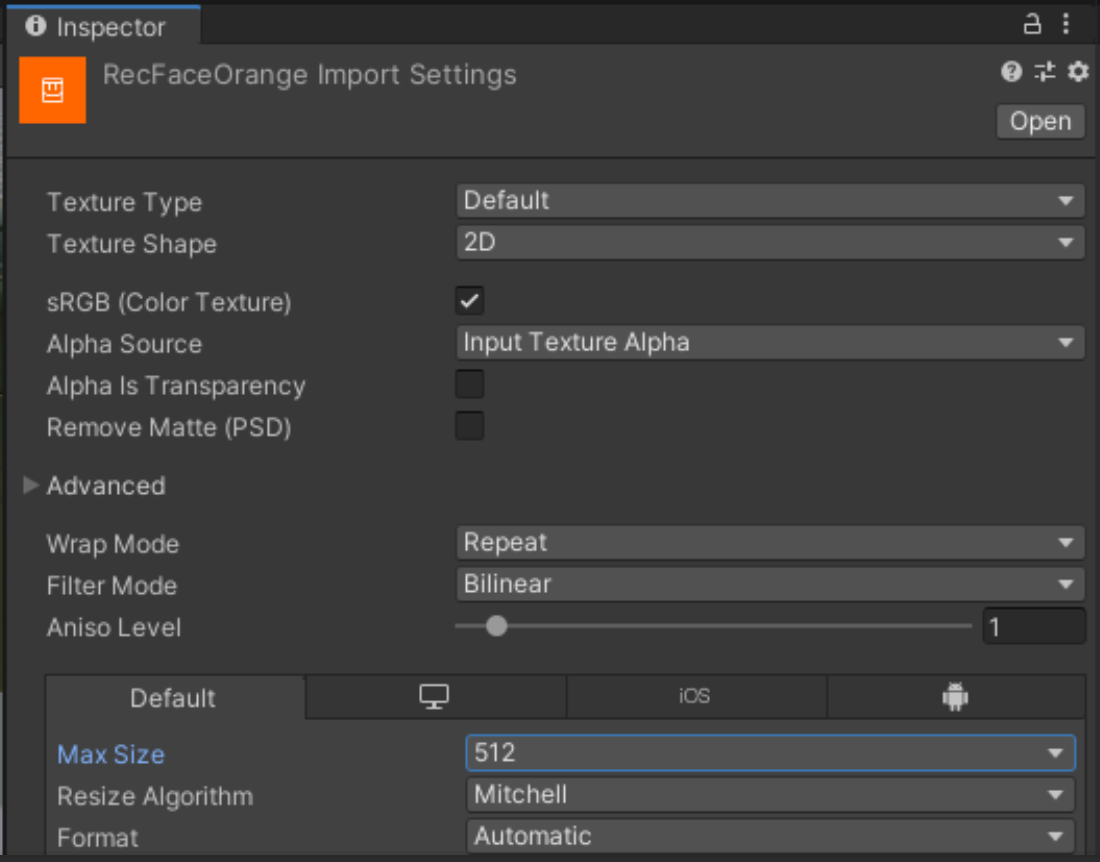 Inspector
RecFaceOrange Import Settings
Open
Texture Type Default
Texture Shape 2D
sRGB (Color Texture)
Alpha Source Input Texture Alpha
Alpha Is Transparency
Remove Matte (PSD)
Advanced
Wrap Mode Repeat
Filter Mode Bilinear
Aniso Level 1
Default iOS
Max Size 512
Resize Algorithm Mitchell
Format Automatic